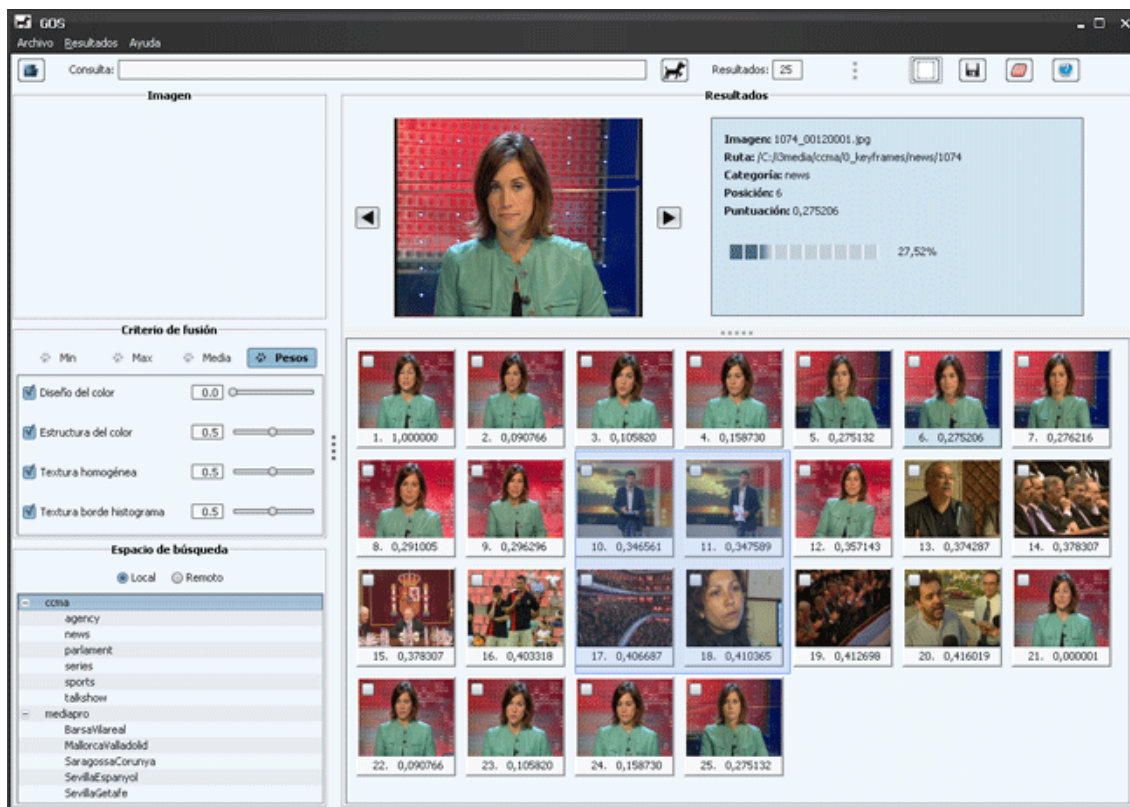 GOS
Archivo Resultados Ayuda
Consulta: Resultados: 25
Imagen
Criterio de fusión
Min Max Media Pesos
Diseño del color 0.0
Estructura del color 0.5
Textura homogénea 0.5
Textura borde histograma 0.5
Espacio de búsqueda
Local Remoto
ccma
agency
news
parlament
series
sports
talkshow
mediapro
BarsaVilareal
MallorcaValladolid
SaragossaCorunya
SevillaEspanyol
SevillaGetafe
Resultados
Imagen: 1074_00120001.jpg
Ruta: /C:/i3media/ccma/0_keyframes/news/1074
Categoría: news
Posición: 6
Puntuación: 0,275206
27,52%
1. 1,000000 2. 0,090766 3. 0,105820 4. 0,158730 5. 0,275132 6. 0,275206 7. 0,276216
8. 0,291005 9. 0,296296 10. 0,346561 11. 0,347589 12. 0,357143 13. 0,374287 14. 0,378307
15. 0,378307 16. 0,403318 17. 0,406687 18. 0,410365 19. 0,412698 20. 0,416019 21. 0,000001
22. 0,090766 23. 0,105820 24. 0,158730 25. 0,275132